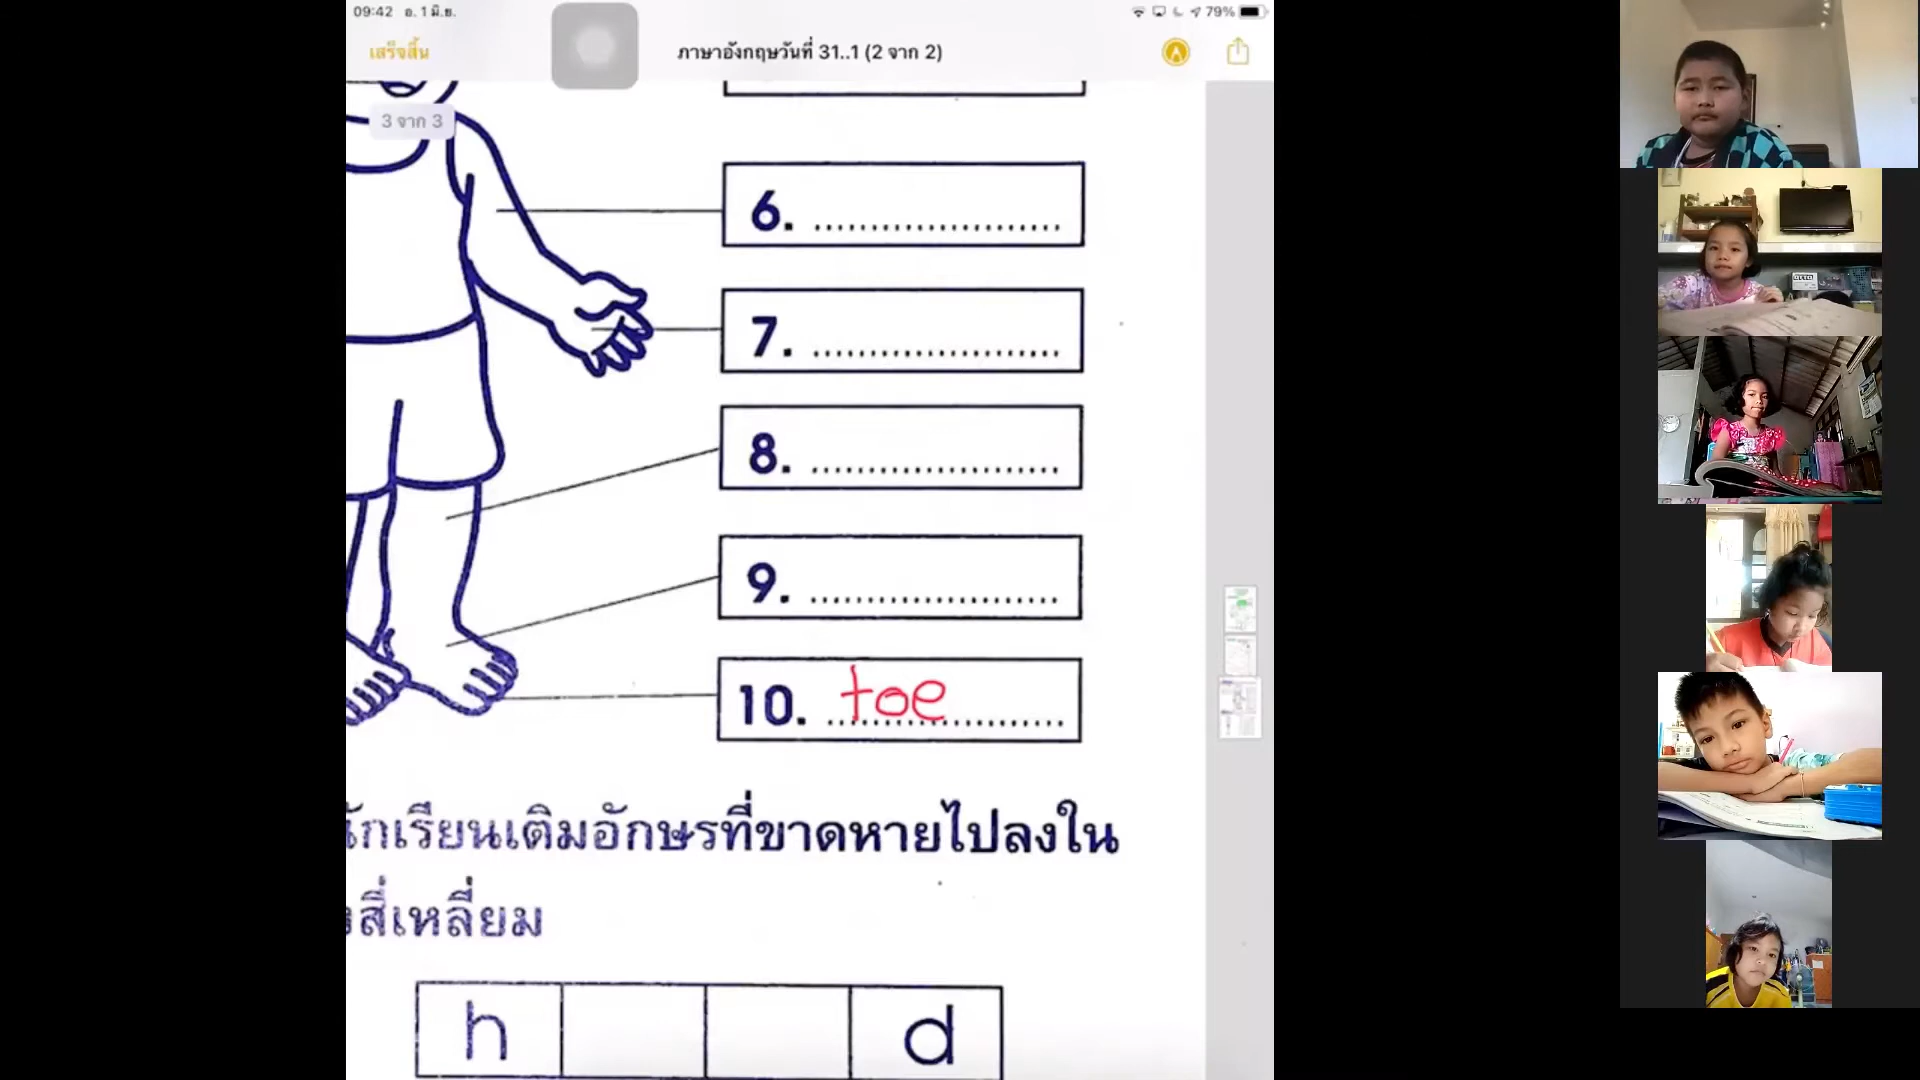 09:42 อ. 1 มิ.ย.
79%
เสร็จสิ้น
ภาษาอังกฤษวันที่ 31..1 (2 จาก 2)
3 จาก 3
6. ......................
7. ......................
8. ......................
9. ......................
10. toe
นักเรียนเติมอักษรที่ขาดหายไปลงใน
สี่เหลี่ยม
h d